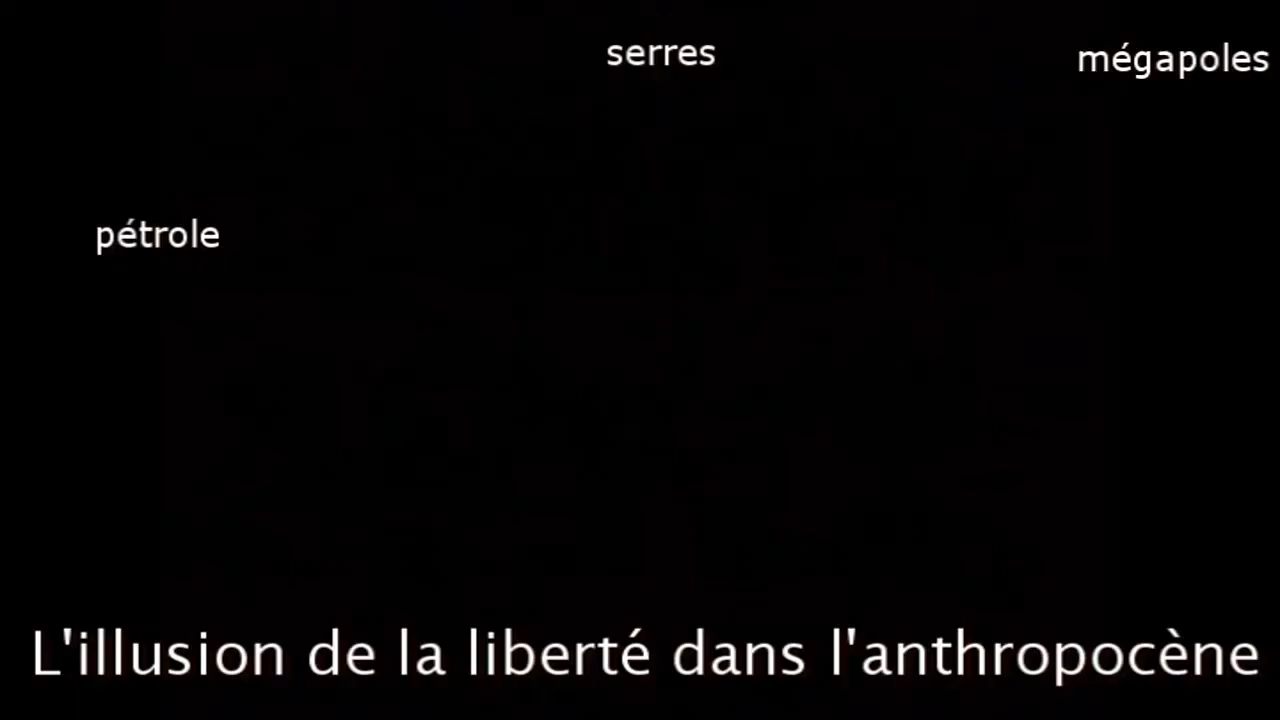 serres
mégapoles
pétrole
L'illusion de la liberté dans l'anthropocène